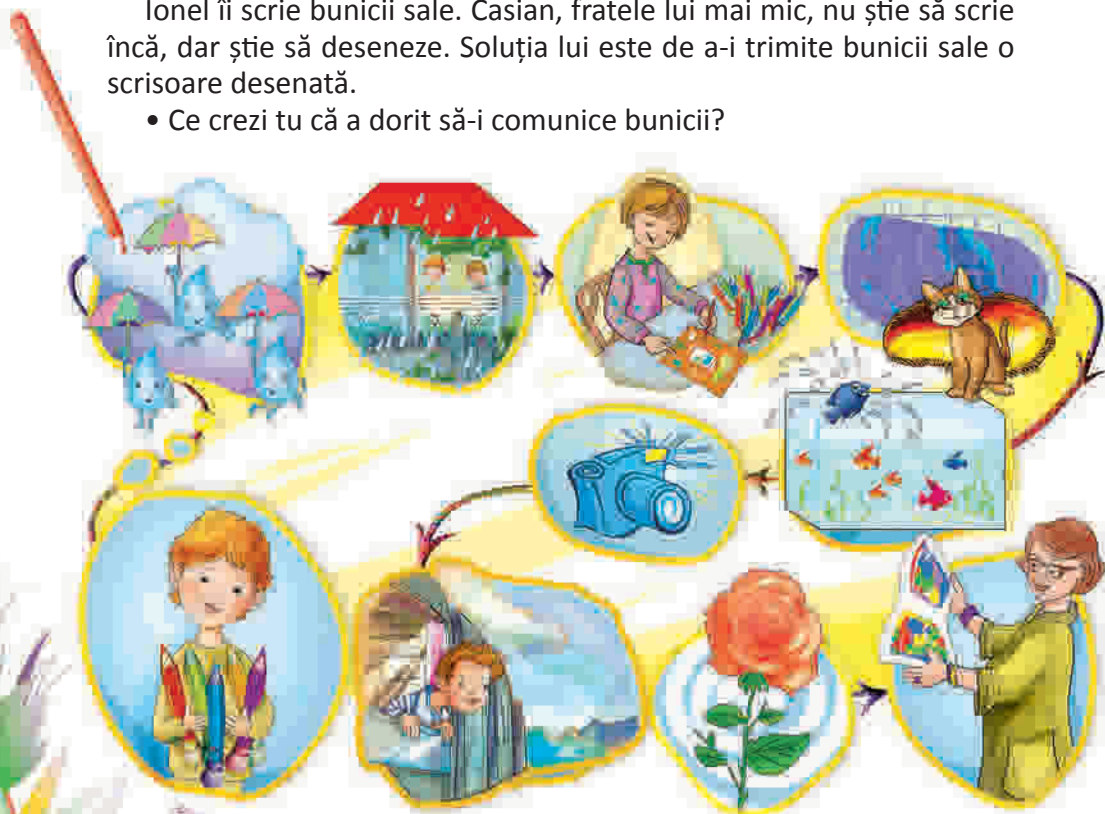 Ionel îi scrie bunicii sale. Casian, fratele lui mai mic, nu știe să scrie
încă, dar știe să deseneze. Soluția lui este de a-i trimite bunicii sale o
scrisoare desenată.
• Ce crezi tu că a dorit să-i comunice bunicii?